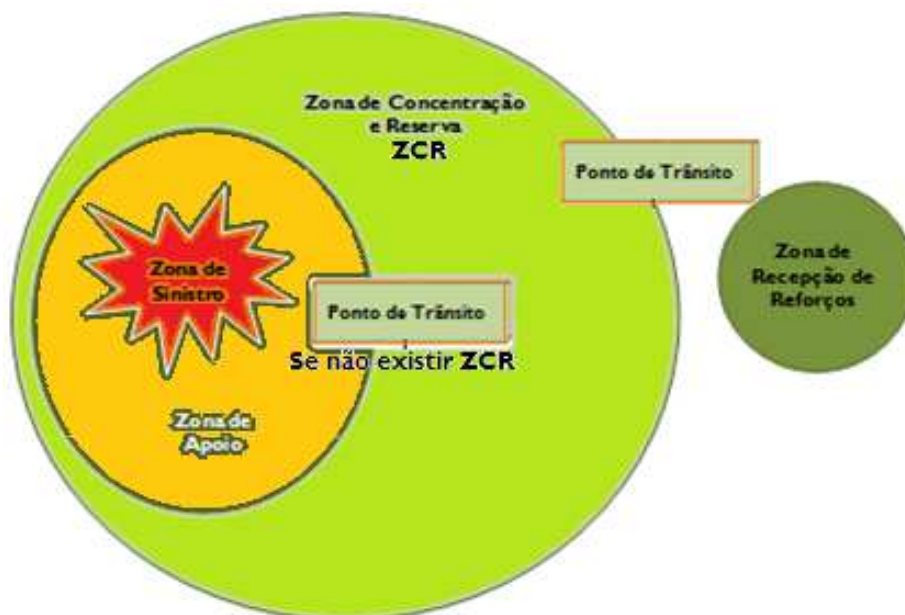 Zona de Concentração
e Reserva
ZCR
Ponto de Trânsito
Zona de
Recepção de
Reforços
Zona de
Sinistro
Ponto de Trânsito
Se não existir ZCR
Zona de
Apoio